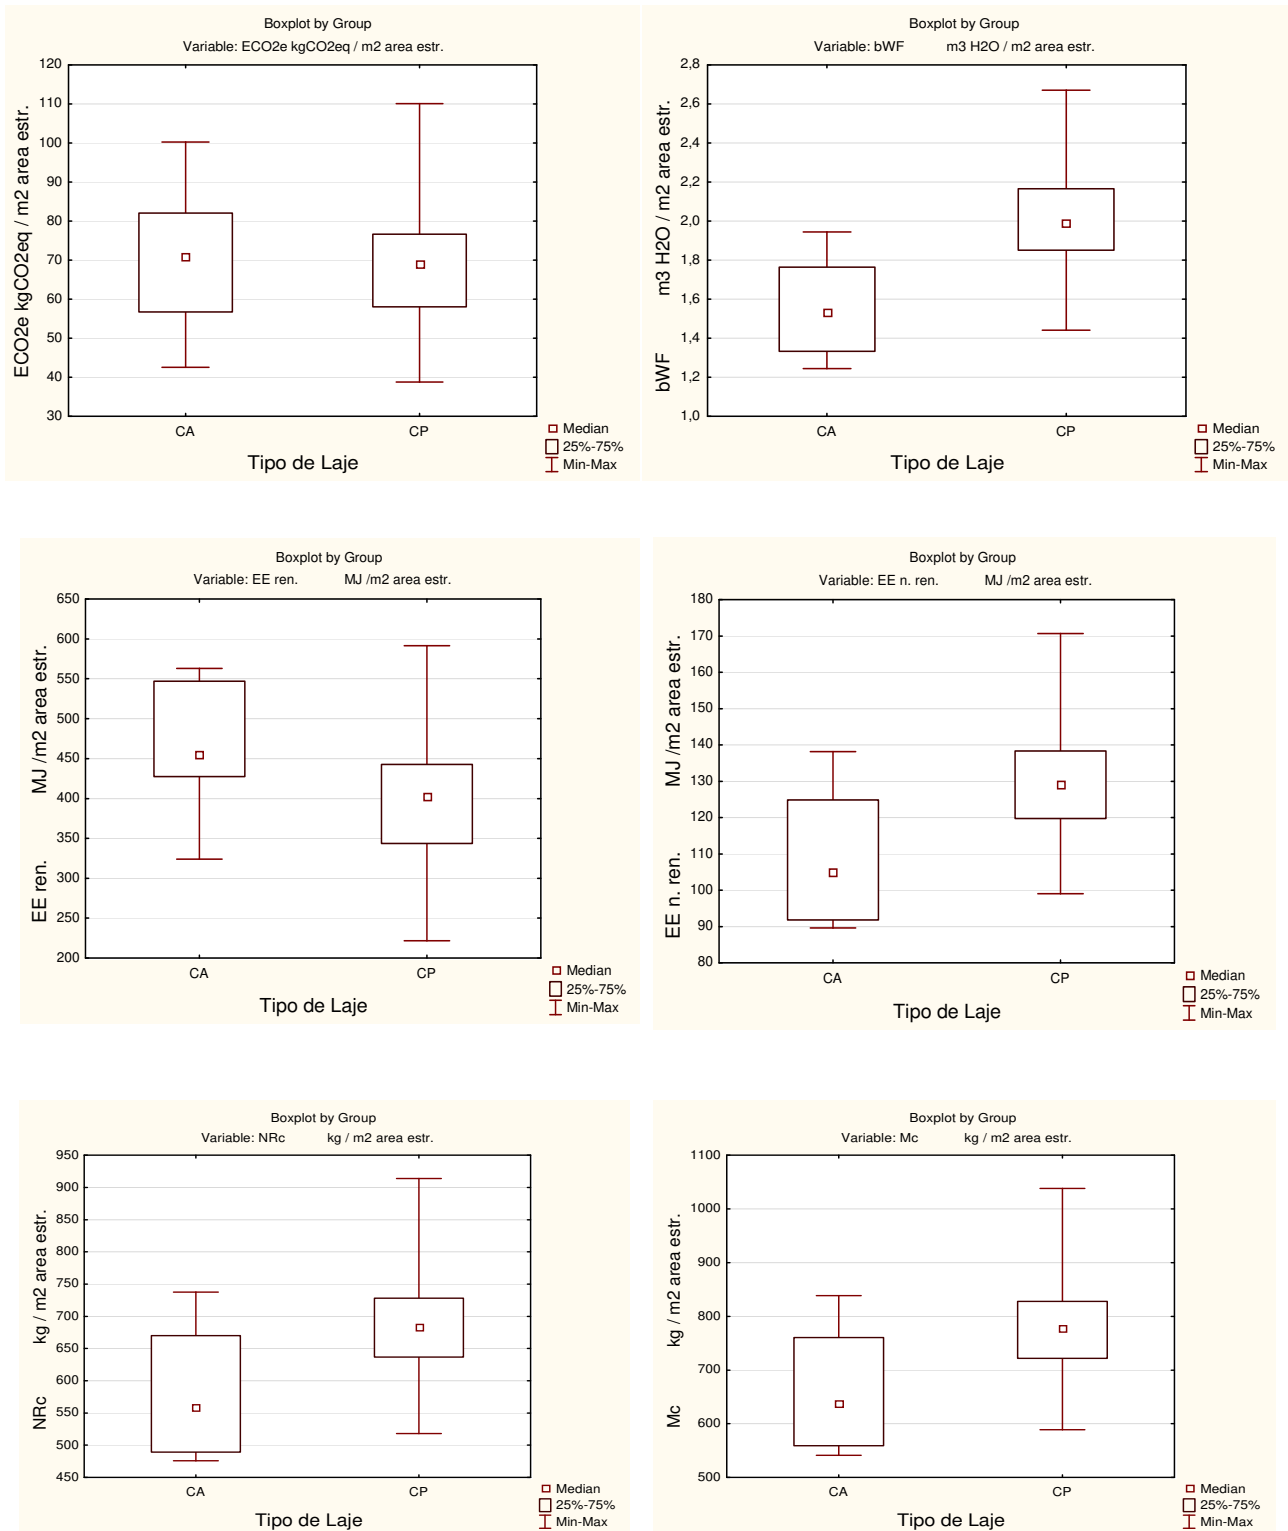 Boxplot by Group
Variable: ECO2e kgCO2eq / m2 area estr.
ECO2e kgCO2eq / m2 area estr.
120
110
100
90
80
70
60
50
40
30
CA CP
Tipo de Laje
Median
25%-75%
Min-Max
Boxplot by Group
Variable: bWF m3 H2O / m2 area estr.
bWF m3 H2O / m2 area estr.
2,8
2,6
2,4
2,2
2,0
1,8
1,6
1,4
1,2
1,0
CA CP
Tipo de Laje
Median
25%-75%
Min-Max
Boxplot by Group
Variable: EE ren. MJ /m2 area estr.
EE ren. MJ /m2 area estr.
650
600
550
500
450
400
350
300
250
200
CA CP
Tipo de Laje
Median
25%-75%
Min-Max
Boxplot by Group
Variable: EE n. ren. MJ /m2 area estr.
EE n. ren. MJ /m2 area estr.
180
170
160
150
140
130
120
110
100
90
80
CA CP
Tipo de Laje
Median
25%-75%
Min-Max
Boxplot by Group
Variable: NRc kg / m2 area estr.
NRc kg / m2 area estr.
950
900
850
800
750
700
650
600
550
500
450
CA CP
Tipo de Laje
Median
25%-75%
Min-Max
Boxplot by Group
Variable: Mc kg / m2 area estr.
Mc kg / m2 area estr.
1100
1000
900
800
700
600
500
CA CP
Tipo de Laje
Median
25%-75%
Min-Max